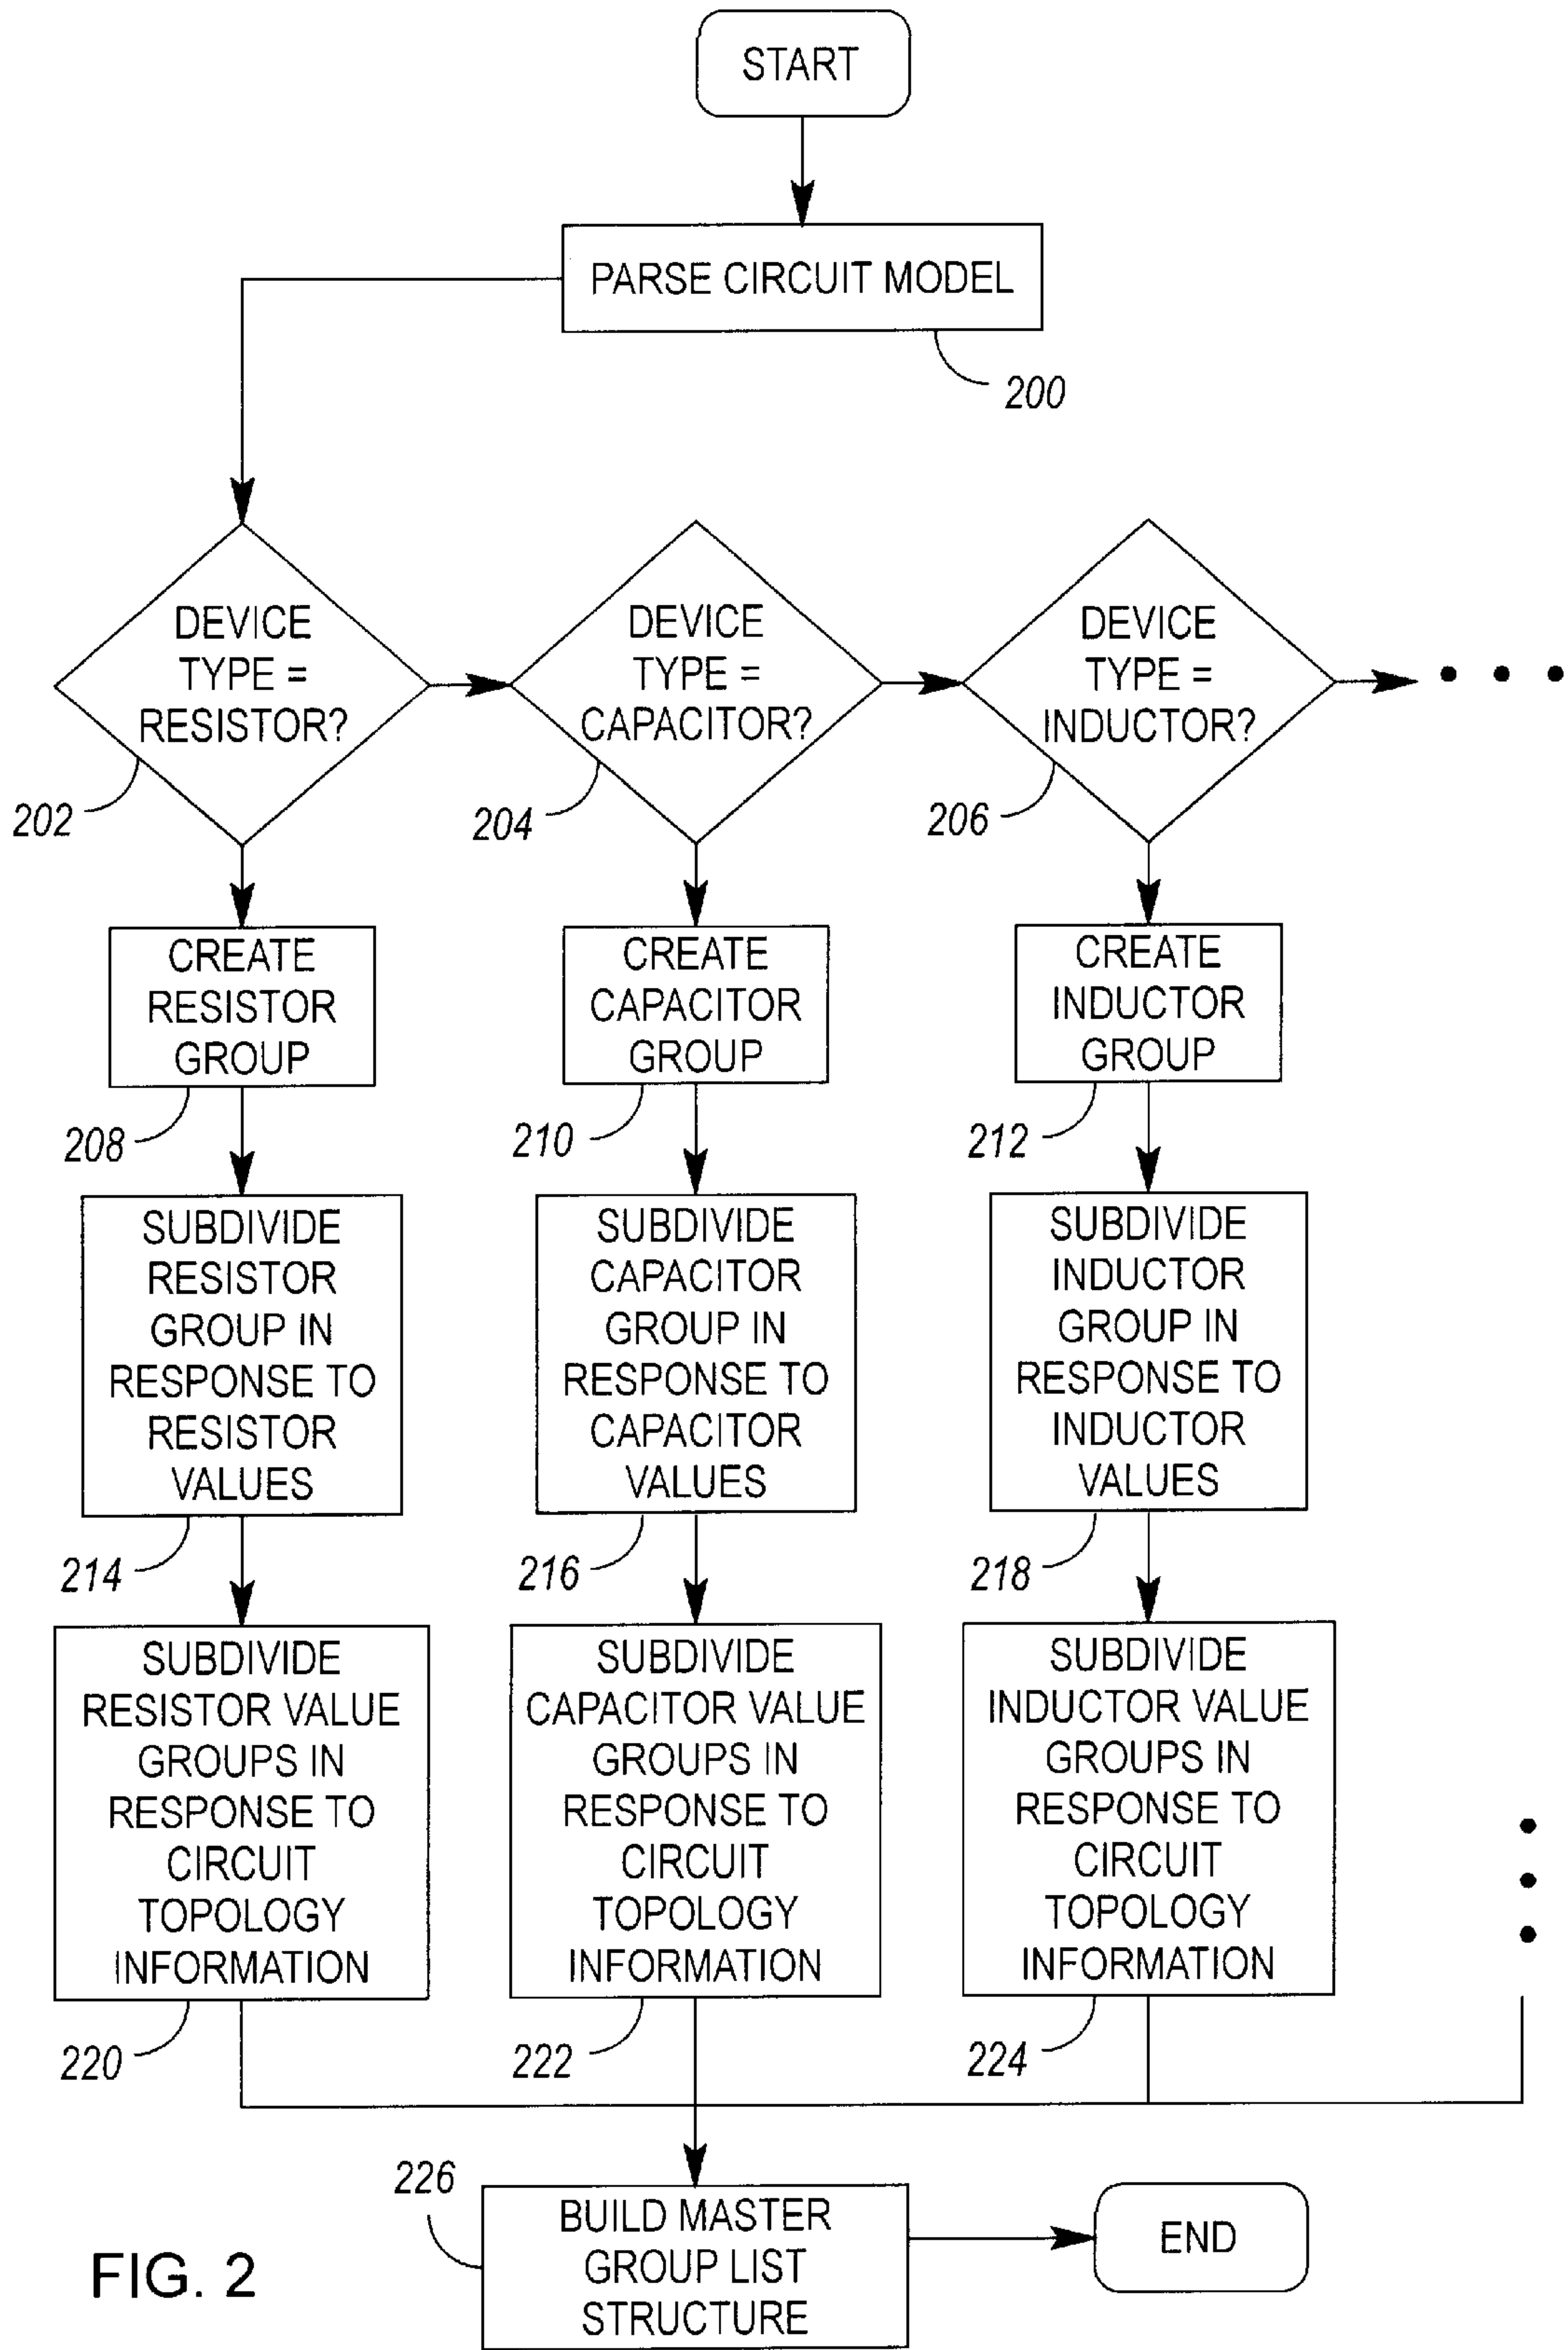 START
PARSE CIRCUIT MODEL
200
DEVICE
TYPE =
RESISTOR?
202
DEVICE
TYPE =
CAPACITOR?
204
DEVICE
TYPE =
INDUCTOR?
206
CREATE
RESISTOR
GROUP
208
CREATE
CAPACITOR
GROUP
210
CREATE
INDUCTOR
GROUP
212
SUBDIVIDE
RESISTOR
GROUP IN
RESPONSE TO
RESISTOR
VALUES
214
SUBDIVIDE
CAPACITOR
GROUP IN
RESPONSE TO
CAPACITOR
VALUES
216
SUBDIVIDE
INDUCTOR
GROUP IN
RESPONSE TO
INDUCTOR
VALUES
218
SUBDIVIDE
RESISTOR VALUE
GROUPS IN
RESPONSE TO
CIRCUIT
TOPOLOGY
INFORMATION
220
SUBDIVIDE
CAPACITOR VALUE
GROUPS IN
RESPONSE TO
CIRCUIT
TOPOLOGY
INFORMATION
222
SUBDIVIDE
INDUCTOR VALUE
GROUPS IN
RESPONSE TO
CIRCUIT
TOPOLOGY
INFORMATION
224
226
BUILD MASTER
GROUP LIST
STRUCTURE
END
FIG. 2